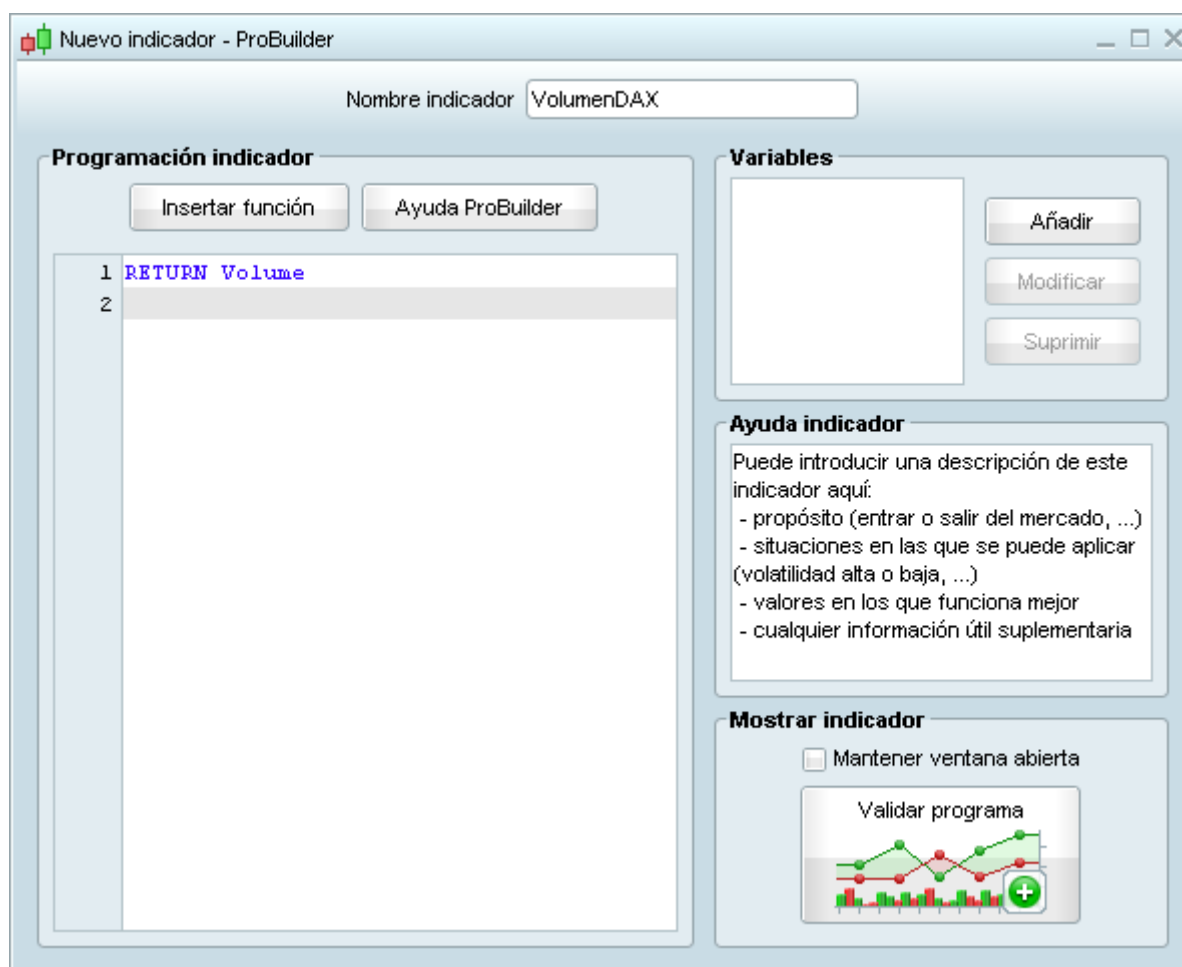 Nuevo indicador - ProBuilder
Nombre indicador VolumenDAX
Programación indicador
Insertar función Ayuda ProBuilder
1 RETURN Volume
2
Variables
Añadir
Modificar
Suprimir
Ayuda indicador
Puede introducir una descripción de este
indicador aquí:
- propósito (entrar o salir del mercado, ...)
- situaciones en las que se puede aplicar
(volatilidad alta o baja, ...)
- valores en los que funciona mejor
- cualquier información útil suplementaria
Mostrar indicador
Mantener ventana abierta
Validar programa